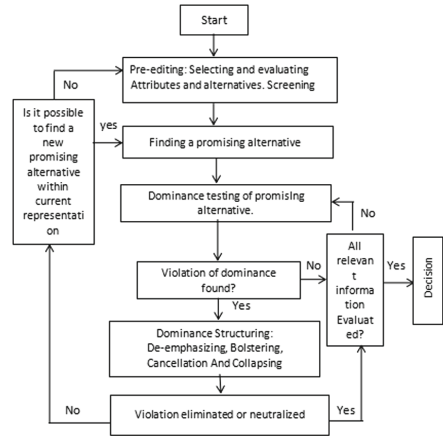 Start
Pre-editing: Selecting and evaluating
Attributes and alternatives. Screening
No
Is it possible
to find a
new
promising
alternative
within
current
representati
on
yes
Finding a promising alternative
Dominance testing of promising
alternative.
No
Violation of dominance
found?
No
All
relevan
t
informa
tion
Evaluat
ed?
Yes
Decision
Yes
Dominance Structuring:
De-emphasizing, Bolstering,
Cancellation And Collapsing
No
Violation eliminated or neutralized
Yes